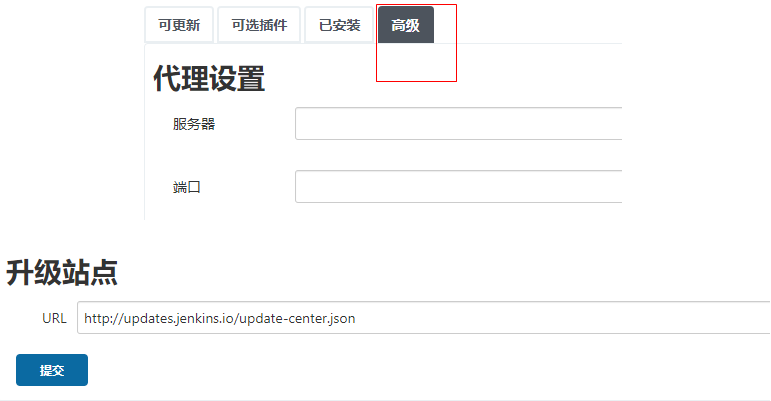 可更新 可选插件 已安装 高级
代理设置
服务器
端口
升级站点
URL http://updates.jenkins.io/update-center.json
提交